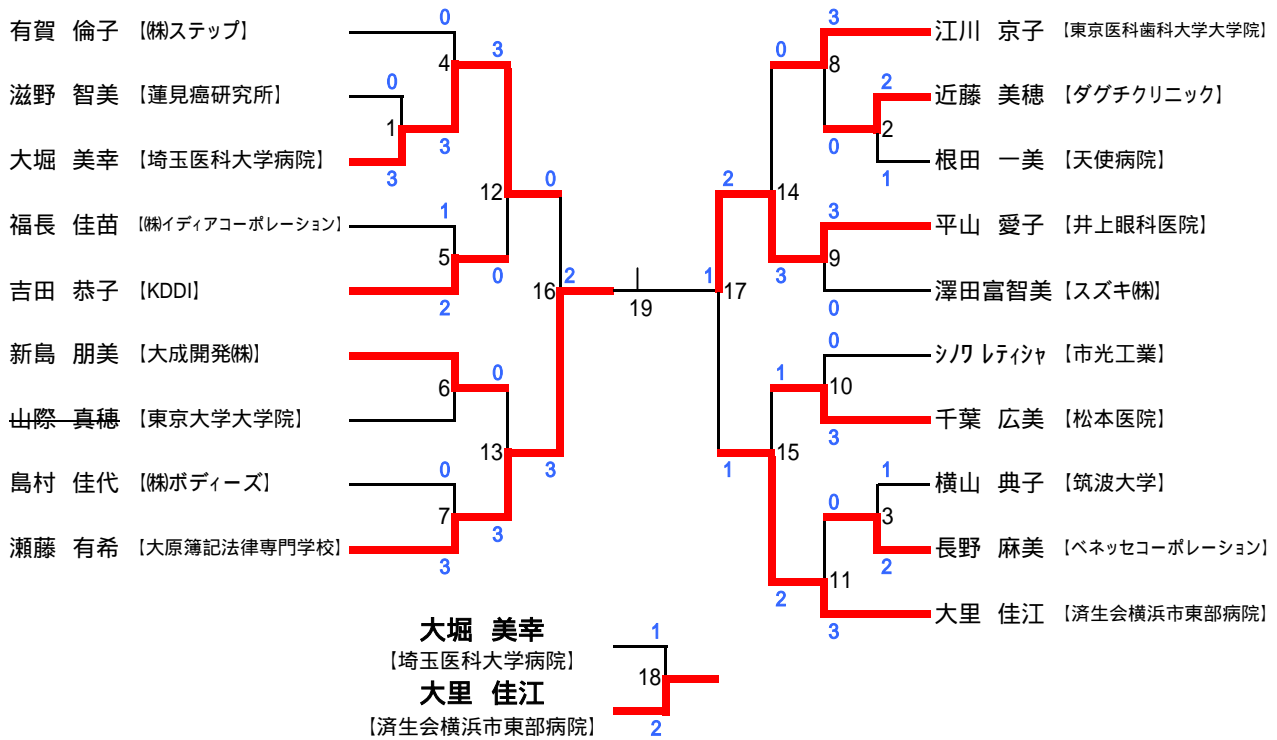 有賀 倫子 【㈱ステップ】
滋野 智美 【蓮見癌研究所】
大堀 美幸 【埼玉医科大学病院】
福長 佳苗 【㈱イディアコーポレーション】
吉田 恭子 【KDDI】
新島 朋美 【大成開発㈱】
山際 真穂 【東京大学大学院】
島村 佳代 【㈱ボディーズ】
瀬藤 有希 【大原簿記法律専門学校】
0
4
3
0
1
3
3
12
0
1
5
0
2
16
2
6
0
13
3
0
7
3
3
19
1
17
2
0
3
8
2
2
0
1
14
3
9
3
0
0
1
10
3
15
1
1
0
3
2
11
2
3
江川 京子 【東京医科歯科大学大学院】
近藤 美穂 【ダグチクリニック】
根田 一美 【天使病院】
平山 愛子 【井上眼科医院】
澤田富智美 【スズキ㈱】
シノワ レティシャ 【市光工業】
千葉 広美 【松本医院】
横山 典子 【筑波大学】
長野 麻美 【ベネッセコーポレーション】
大里 佳江 【済生会横浜市東部病院】
大堀 美幸
【埼玉医科大学病院】
大里 佳江
【済生会横浜市東部病院】
1
18
2